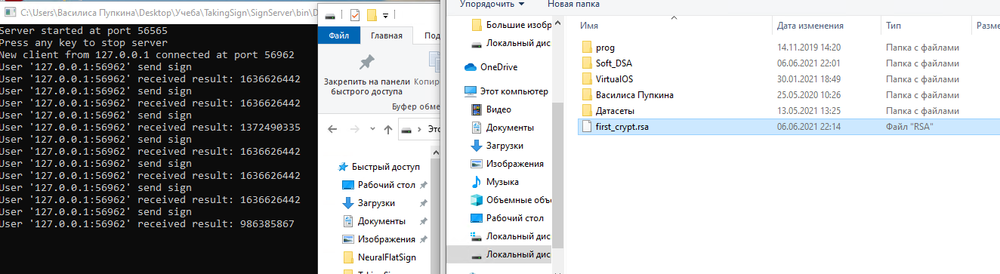 C:\Users\Василиса Пупкина\Desktop\Учеба\TakingSign\SignServer\bin\D
Server started at port 56565
Press any key to stop server
New client from 127.0.0.1 connected at port 56962
User '127.0.0.1:56962' send sign
User '127.0.0.1:56962' received result: 1636626442
User '127.0.0.1:56962' send sign
User '127.0.0.1:56962' received result: 1636626442
User '127.0.0.1:56962' send sign
User '127.0.0.1:56962' received result: 1372490335
User '127.0.0.1:56962' send sign
User '127.0.0.1:56962' received result: 1636626442
User '127.0.0.1:56962' send sign
User '127.0.0.1:56962' received result: 1636626442
User '127.0.0.1:56962' send sign
User '127.0.0.1:56962' received result: 1636626442
User '127.0.0.1:56962' send sign
User '127.0.0.1:56962' received result: 986385867
Файл Главная Под
Закрепить на панели
быстрого доступа
Копиро
Буфер обме
Это
Быстрый доступ
Рабочий стол
Загрузки
Документы
Изображения
NeuralFlatSign
Упорядочить Новая папка
Большие изобр
Локальный дис
OneDrive
Этот компьютер
Видео
Документы
Загрузки
Изображения
Музыка
Объемные объе
Рабочий стол
Локальный дис
Локальный дис
Имя Дата изменения Тип Разме
prog 14.11.2019 14:20 Папка с файлами
Soft_DSA 06.06.2021 22:01 Папка с файлами
VirtualOS 30.01.2021 18:49 Папка с файлами
Василиса Пупкина 25.05.2020 10:26 Папка с файлами
Датасеты 13.05.2021 13:25 Папка с файлами
first_crypt.rsa 06.06.2021 22:14 Файл "RSA"